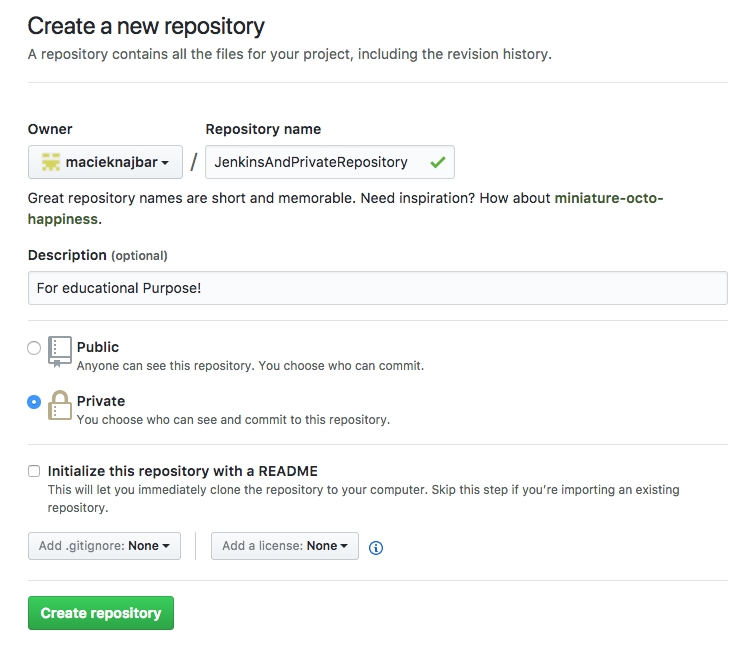 Create a new repository
A repository contains all the files for your project, including the revision history.
Owner
Repository name
macieknajbar
/
JenkinsAndPrivateRepository
Great repository names are short and memorable. Need inspiration? How about miniature-octo-
happiness.
Description (optional)
For educational Purpose!
Public
Anyone can see this repository. You choose who can commit.
Private
You choose who can see and commit to this repository.
Initialize this repository with a README
This will let you immediately clone the repository to your computer. Skip this step if you’re importing an existing
repository.
Add .gitignore: None
Add a license: None
Create repository